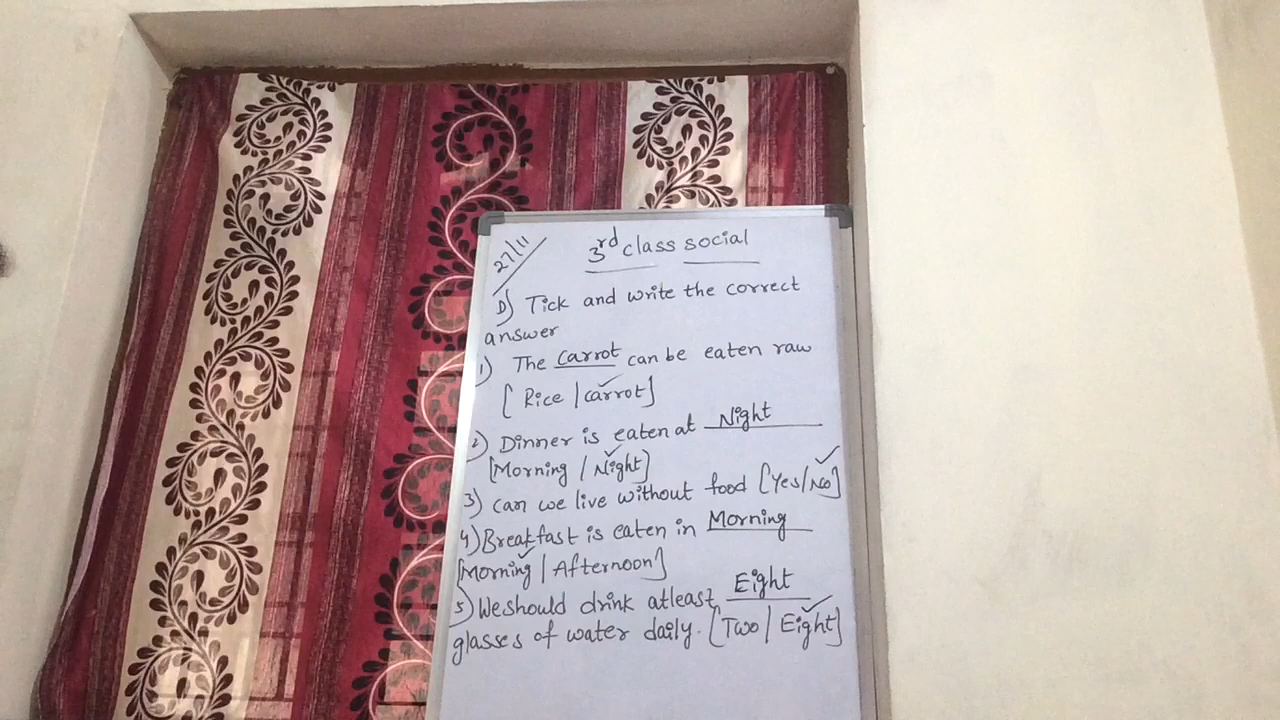 27/11
3rd class social
D) Tick and write the correct
answer
1) The carrot can be eaten raw
[Rice | carrot]
2) Dinner is eaten at Night
[Morning / Night]
3) can we live without food [Yes/No]
4) Breakfast is eaten in Morning
[Morning | Afternoon]
5) We should drink atleast Eight
glasses of water daily. [Two | Eight]